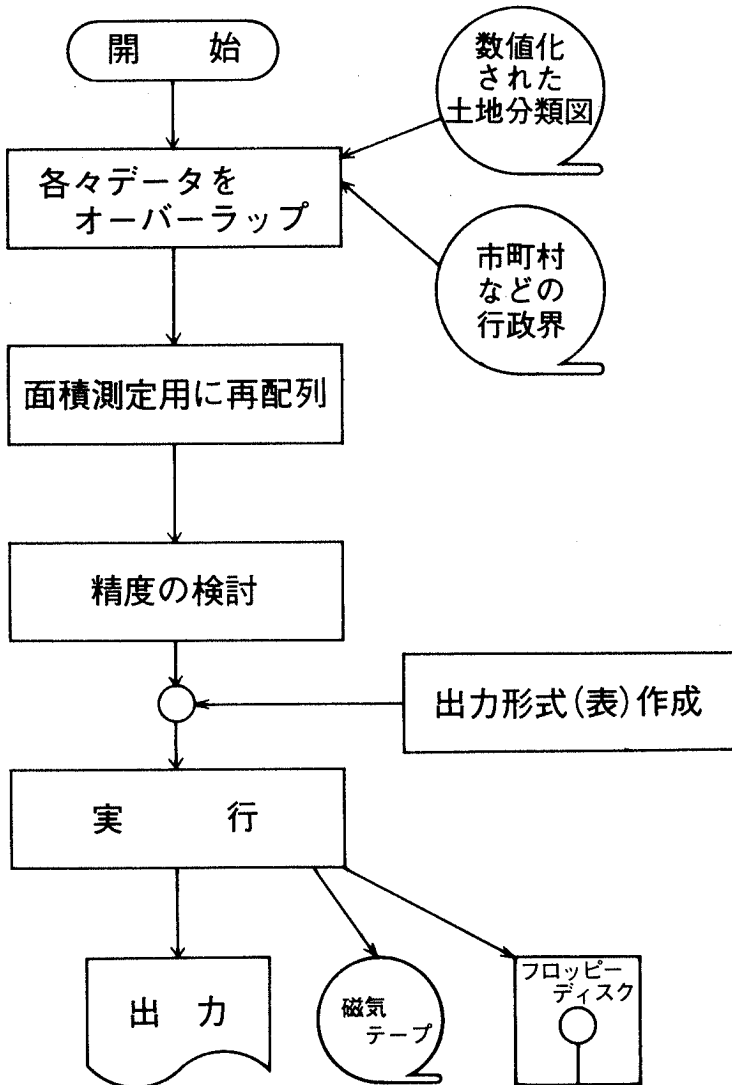 開　始
数値化
された
土地分類図
各々データを
オーバーラップ
市町村
などの
行政界
面積測定用に再配列
精度の検討
出力形式(表)作成
実　行
出　力
磁気
テープ
フロッピー
ディスク